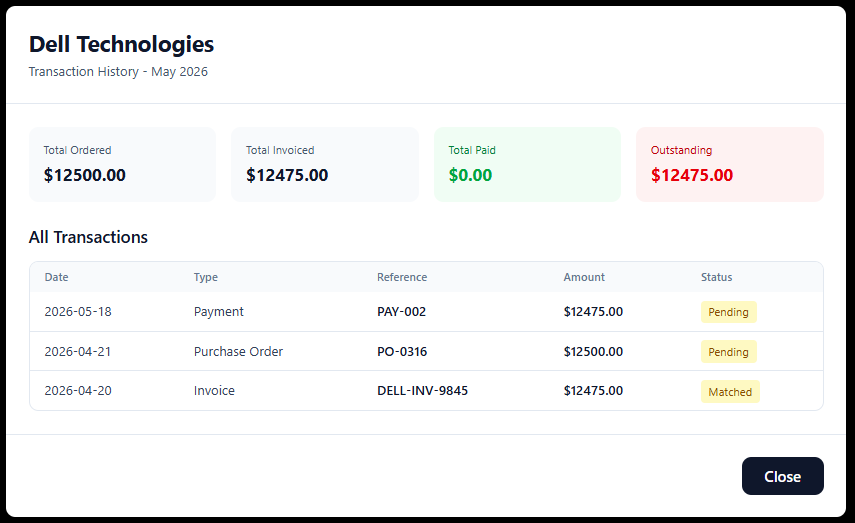 Dell Technologies
Transaction History - May 2026
Total Ordered Total Invoiced Total Paid Outstanding
$12500.00 $12475.00 $0.00 $12475.00
All Transactions
Date Type Reference Amount Status
2026-05-18 Payment PAY-002 $12475.00 Pending
2026-04-21 Purchase Order PO-0316 $12500.00 Pending
2026-04-20 Invoice DELL-INV-9845 $12475.00 Matched
Close